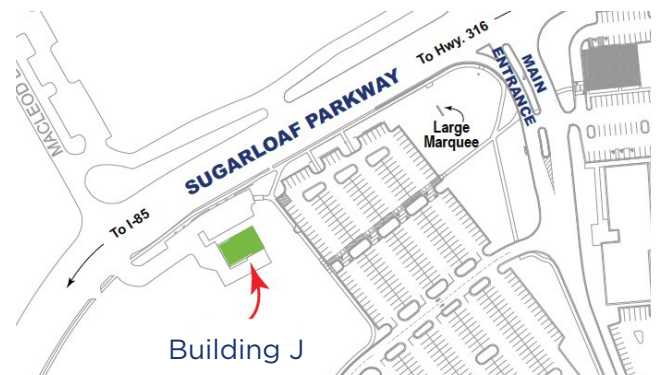 To Hwy. 316
MAIN
ENTRANCE
SUGARLOAF PARKWAY
Large
Marquee
MACLEOD
To I-85
Building J